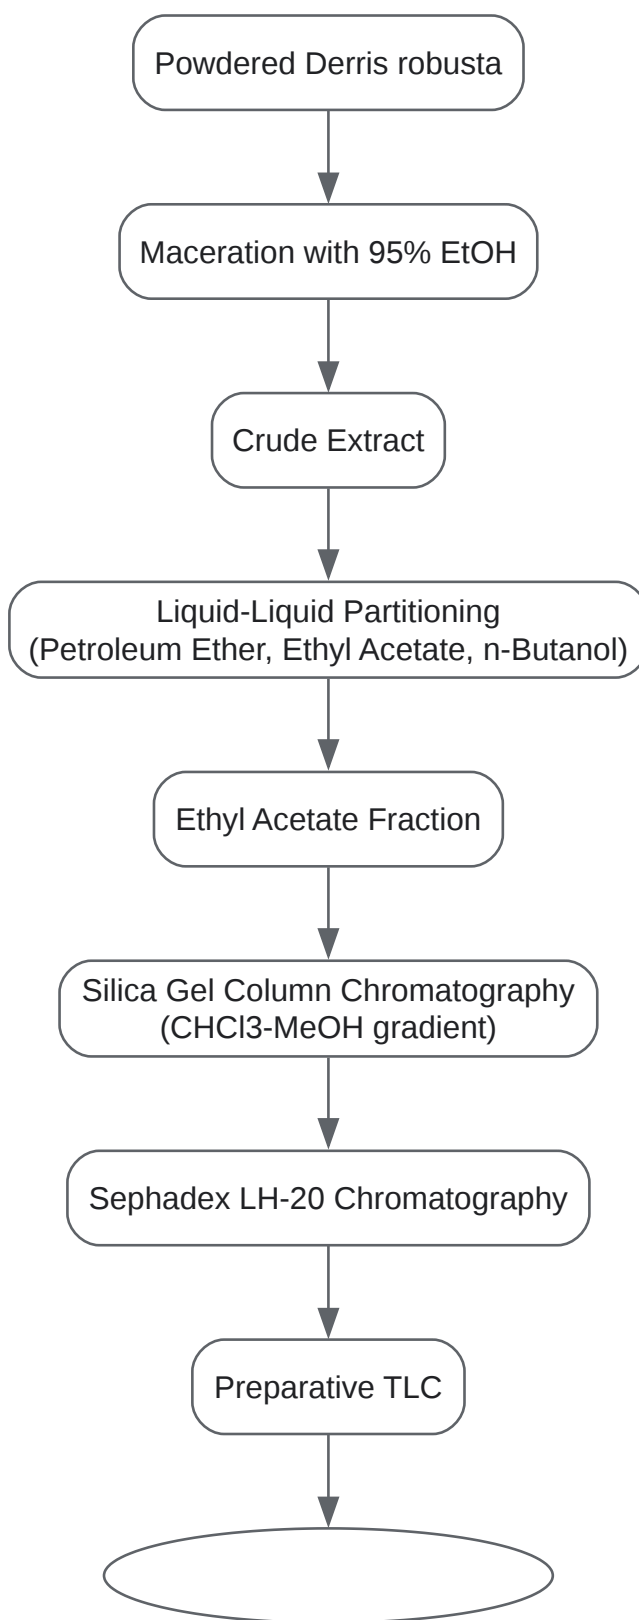 Powdered Derris robusta
Maceration with 95% EtOH
Crude Extract
Liquid-Liquid Partitioning
(Petroleum Ether, Ethyl Acetate, n-Butanol)
Ethyl Acetate Fraction
Silica Gel Column Chromatography
(CHCl3-MeOH gradient)
Sephadex LH-20 Chromatography
Preparative TLC